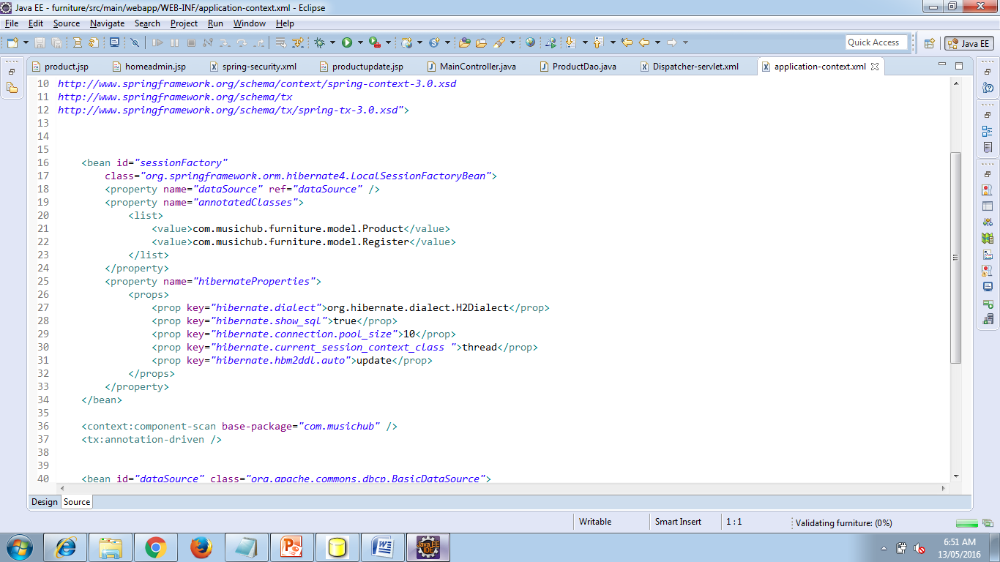 Java EE - furniture/src/main/webapp/WEB-INF/application-context.xml - Eclipse
File Edit Source Navigate Search Project Run Window Help
Quick Access
Java EE
product.jsp homeadmin.jsp spring-security.xml productupdate.jsp MainController.java ProductDao.java Dispatcher-servlet.xml application-context.xml
10 http://www.springframework.org/schema/context/spring-context-3.0.xsd
11 http://www.springframework.org/schema/tx
12 http://www.springframework.org/schema/tx/spring-tx-3.0.xsd">
13
14
15
16 <bean id="sessionFactory"
17 class="org.springframework.orm.hibernate4.LocalSessionFactoryBean">
18 <property name="dataSource" ref="dataSource" />
19 <property name="annotatedClasses">
20 <list>
21 <value>com.musichub.furniture.model.Product</value>
22 <value>com.musichub.furniture.model.Register</value>
23 </list>
24 </property>
25 <property name="hibernateProperties">
26 <props>
27 <prop key="hibernate.dialect">org.hibernate.dialect.H2Dialect</prop>
28 <prop key="hibernate.show_sql">true</prop>
29 <prop key="hibernate.connection.pool_size">10</prop>
30 <prop key="hibernate.current_session_context_class ">thread</prop>
31 <prop key="hibernate.hbm2ddl.auto">update</prop>
32 </props>
33 </property>
34 </bean>
35
36 <context:component-scan base-package="com.musichub" />
37 <tx:annotation-driven />
38
39
40 <bean id="dataSource" class="org.apache.commons.dbcp.BasicDataSource">
Design Source
Writable Smart Insert 1 : 1 Validating furniture: (0%)
Java EE
IDE
6:51 AM
13/05/2016